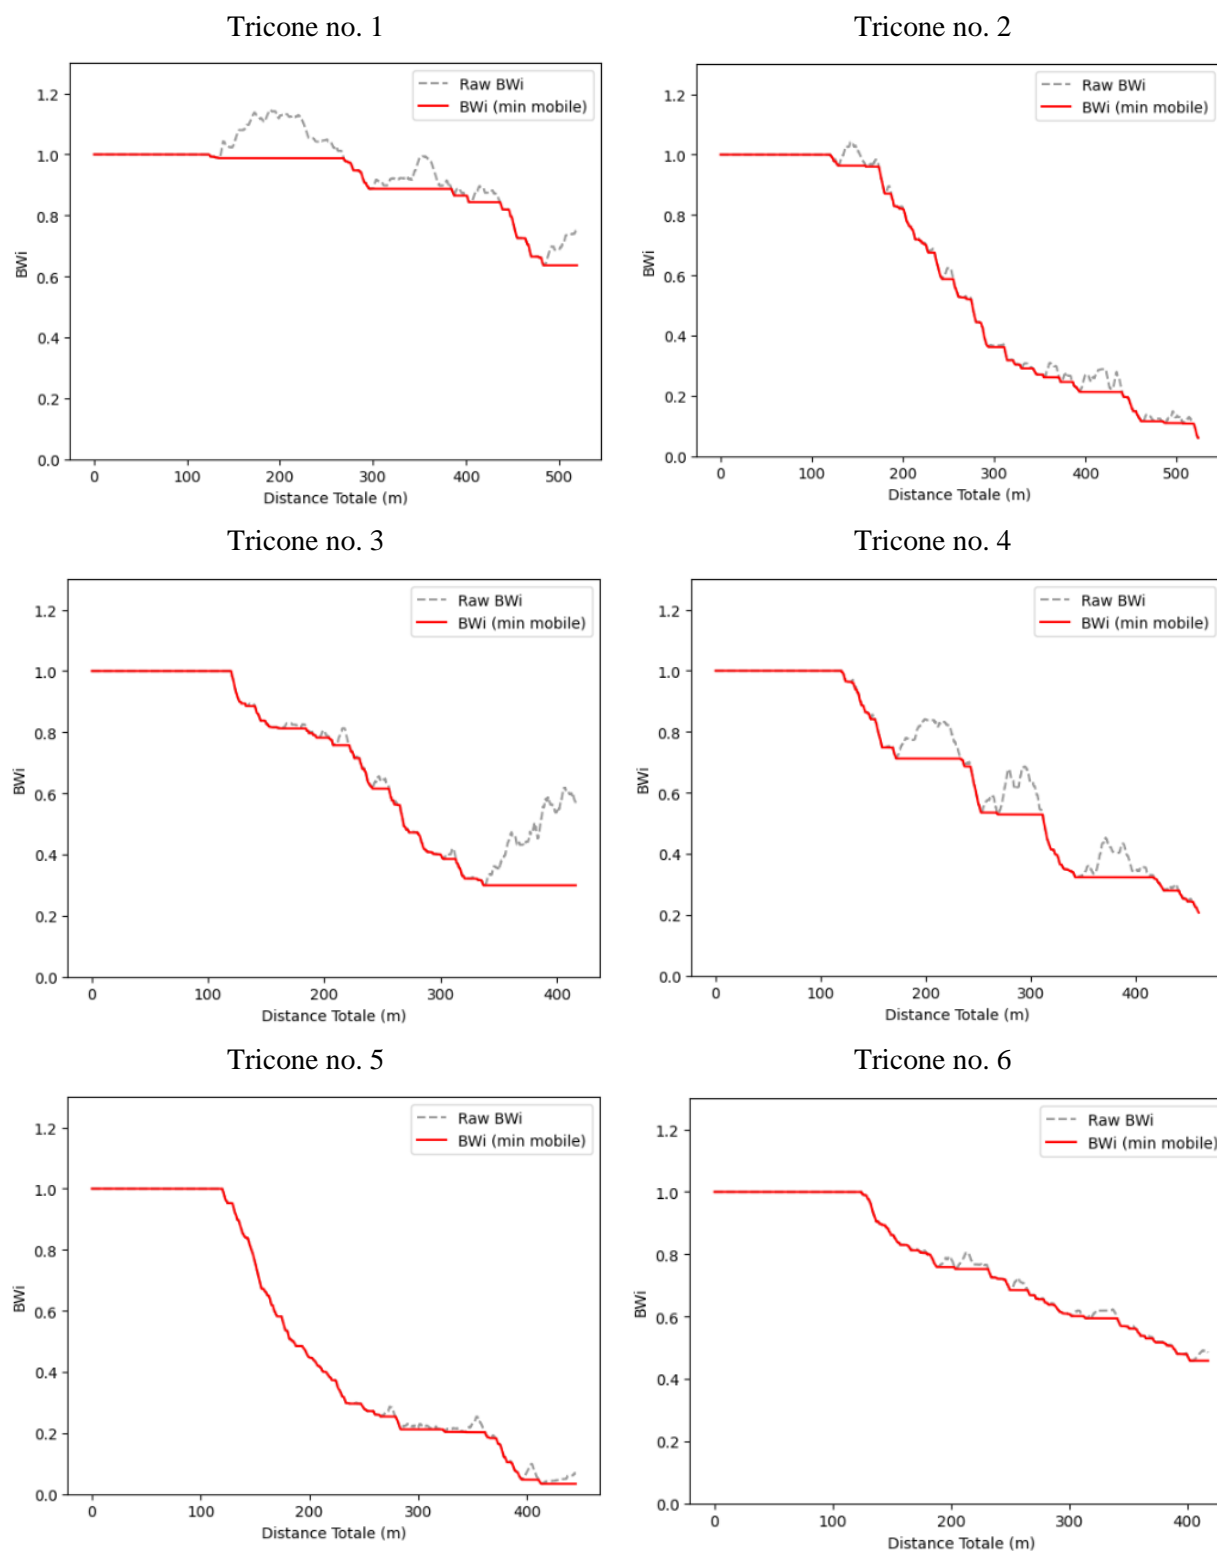 Tricone no. 1
1.2
1.0
0.8
0.6
0.4
0.2
0.0
BWi
Raw BWi
BWi (min mobile)
0 100 200 300 400 500
Distance Totale (m)
Tricone no. 2
1.2
1.0
0.8
0.6
0.4
0.2
0.0
BWi
Raw BWi
BWi (min mobile)
0 100 200 300 400 500
Distance Totale (m)
Tricone no. 3
1.2
1.0
0.8
0.6
0.4
0.2
0.0
BWi
Raw BWi
BWi (min mobile)
0 100 200 300 400
Distance Totale (m)
Tricone no. 4
1.2
1.0
0.8
0.6
0.4
0.2
0.0
BWi
Raw BWi
BWi (min mobile)
0 100 200 300 400
Distance Totale (m)
Tricone no. 5
1.2
1.0
0.8
0.6
0.4
0.2
0.0
BWi
Raw BWi
BWi (min mobile)
0 100 200 300 400
Distance Totale (m)
Tricone no. 6
1.2
1.0
0.8
0.6
0.4
0.2
0.0
BWi
Raw BWi
BWi (min mobile)
0 100 200 300 400
Distance Totale (m)